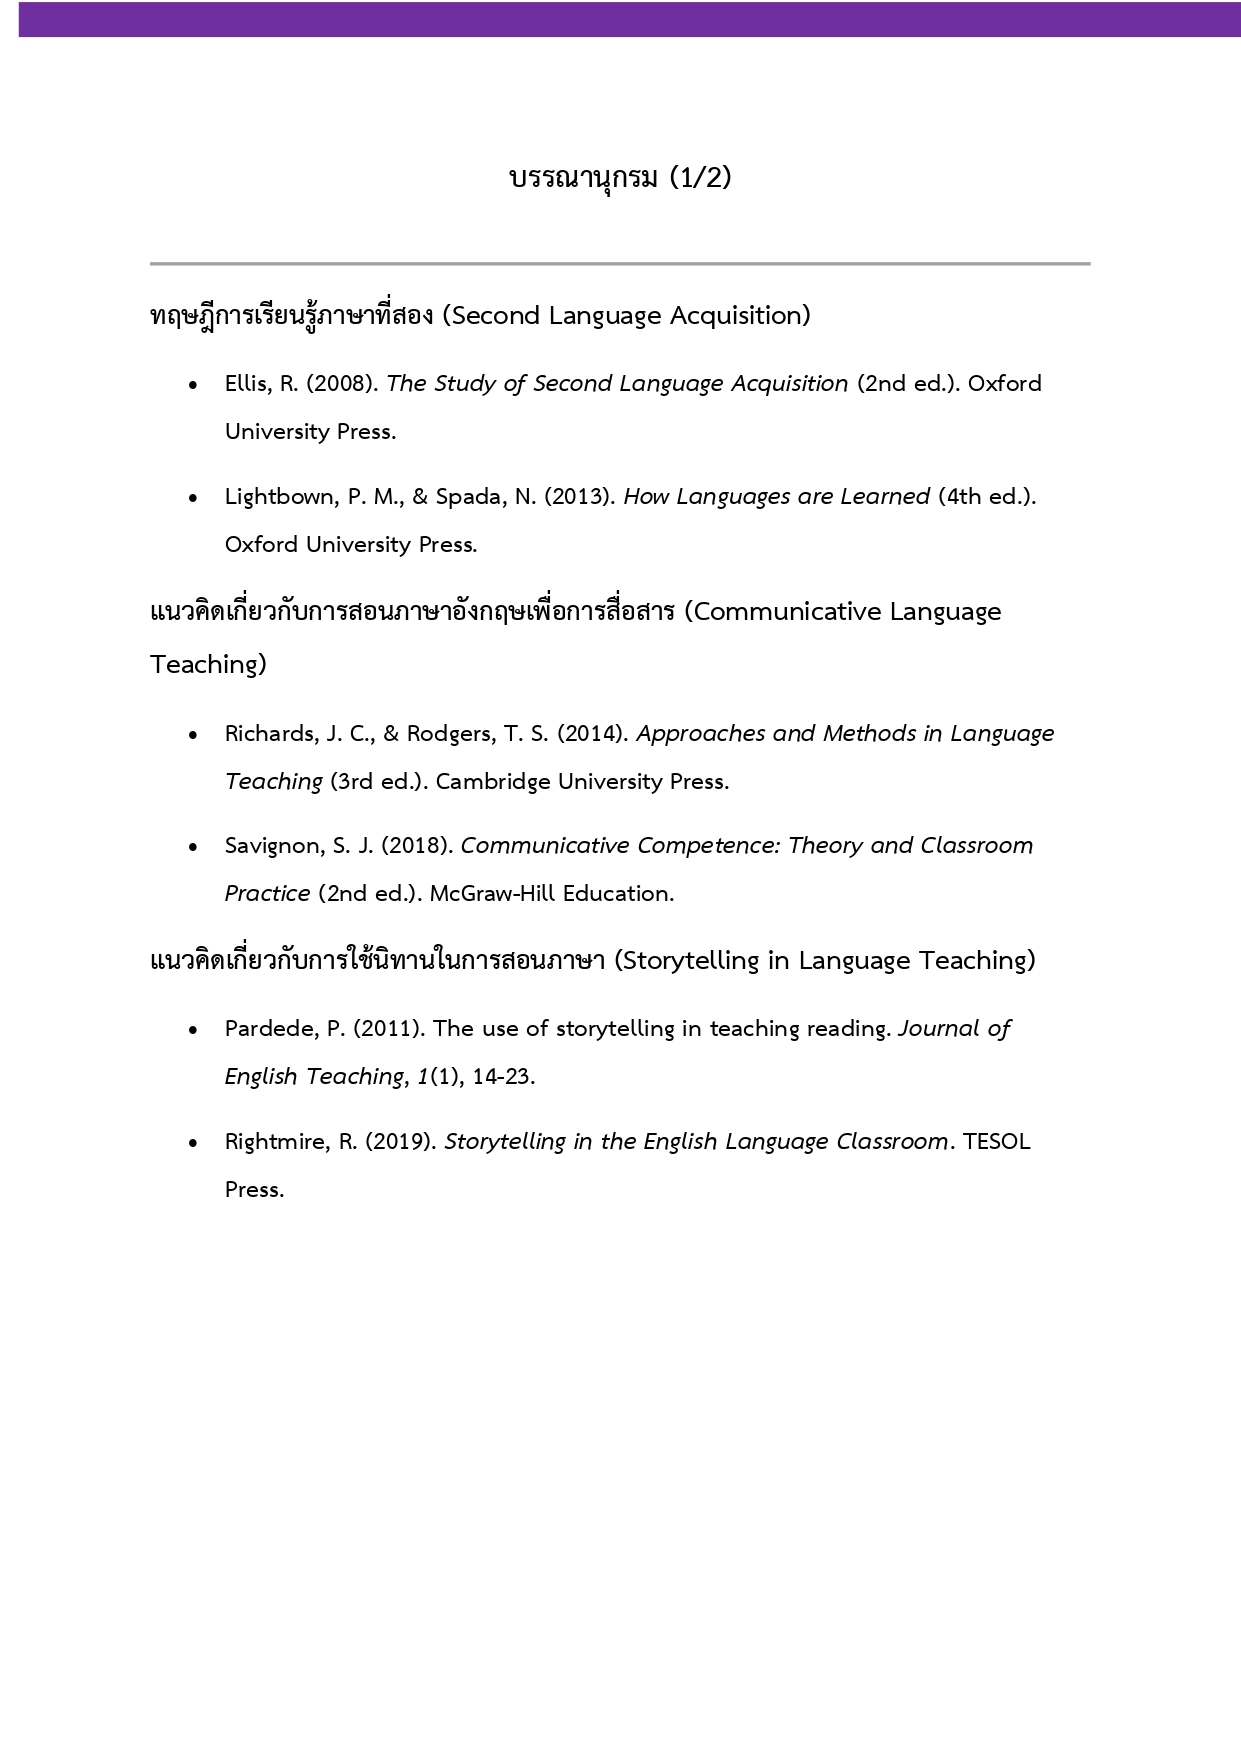 บรรณานุกรม (1/2)
ทฤษฎีการเรียนรู้ภาษาที่สอง (Second Language Acquisition)
• Ellis, R. (2008). The Study of Second Language Acquisition (2nd ed.). Oxford
University Press.
• Lightbown, P. M., & Spada, N. (2013). How Languages are Learned (4th ed.).
Oxford University Press.
แนวคิดเกี่ยวกับการสอนภาษาอังกฤษเพื่อการสื่อสาร (Communicative Language
Teaching)
• Richards, J. C., & Rodgers, T. S. (2014). Approaches and Methods in Language
Teaching (3rd ed.). Cambridge University Press.
• Savignon, S. J. (2018). Communicative Competence: Theory and Classroom
Practice (2nd ed.). McGraw-Hill Education.
แนวคิดเกี่ยวกับการใช้นิทานในการสอนภาษา (Storytelling in Language Teaching)
• Pardede, P. (2011). The use of storytelling in teaching reading. Journal of
English Teaching, 1(1), 14-23.
• Rightmire, R. (2019). Storytelling in the English Language Classroom. TESOL
Press.